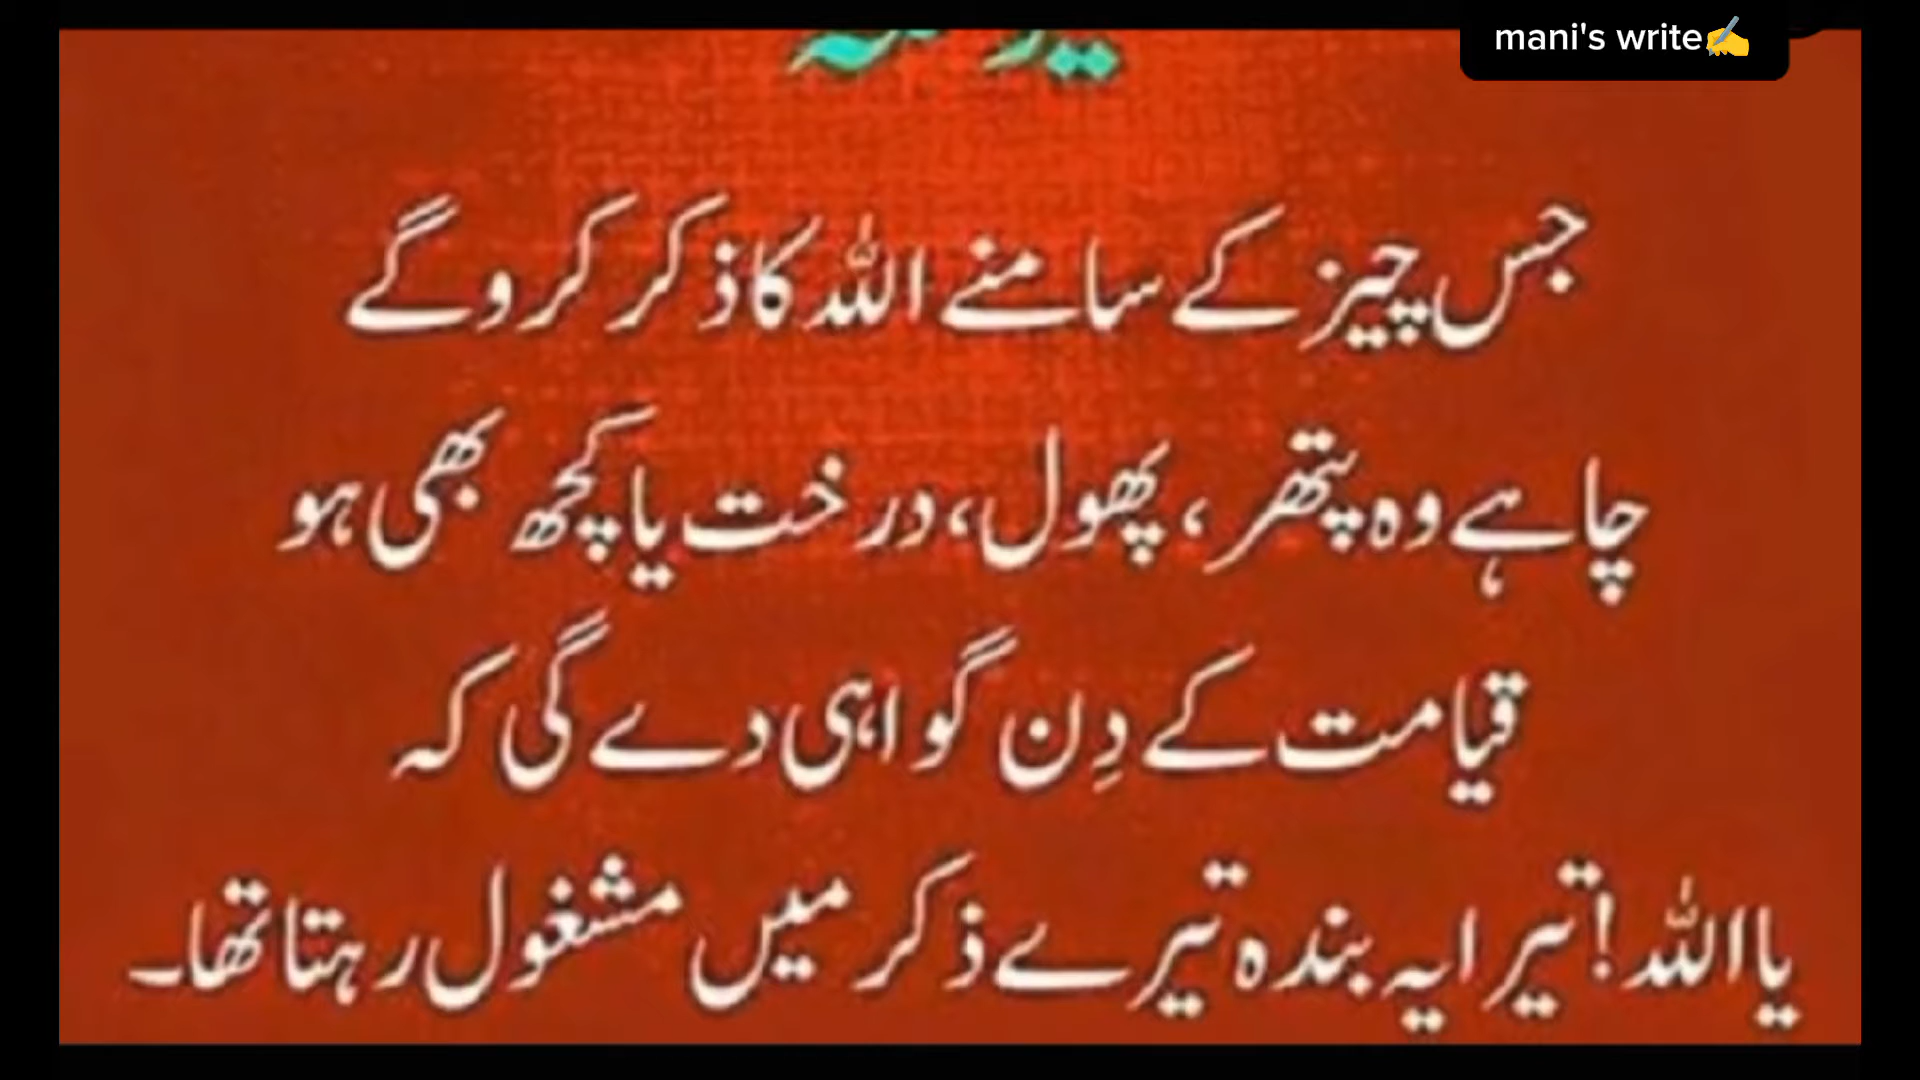 mani's write✍️
جس چیز کے سامنے اللہ کا ذکر کرو گے
چاہے وہ پتھر، پھول، درخت یا کچھ بھی ہو
قیامت کے دِن گواہی دے گی کہ
یا اللہ! تیرا یہ بندہ تیرے ذکر میں مشغول رہتا تھا۔